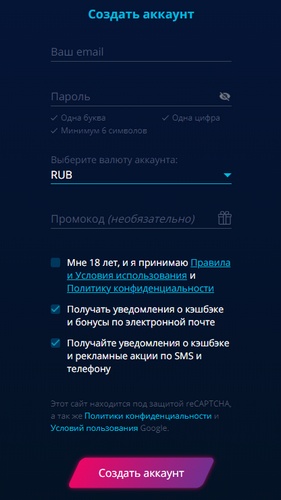 Создать аккаунт
Ваш email
Пароль
Одна буква
Одна цифра
Минимум 6 символов
Выберите валюту аккаунта:
RUB
Промокод (необязательно)
Мне 18 лет, и я принимаю Правила
и Условия использования и
Политику конфиденциальности
Получать уведомления о кэшбэке
и бонусы по электронной почте
Получайте уведомления о кэшбэке
и рекламные акции по SMS и
телефону
Этот сайт находится под защитой reCAPTCHA,
а так же Политики конфиденциальности и
Условий пользования Google.
Создать аккаунт